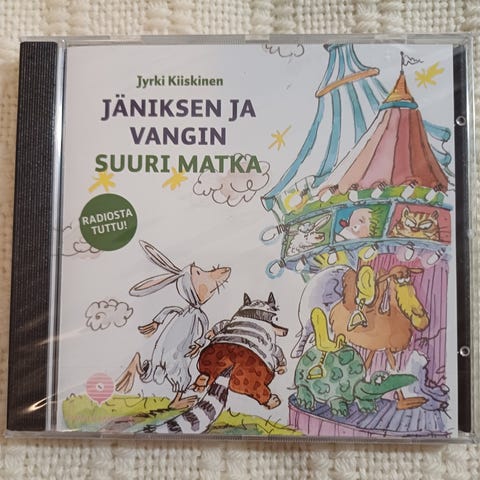 Jyrki Kiiskinen
JÄNIKSEN JA
VANGIN
SUURI MATKA
RADIOSTA
TUTTU!